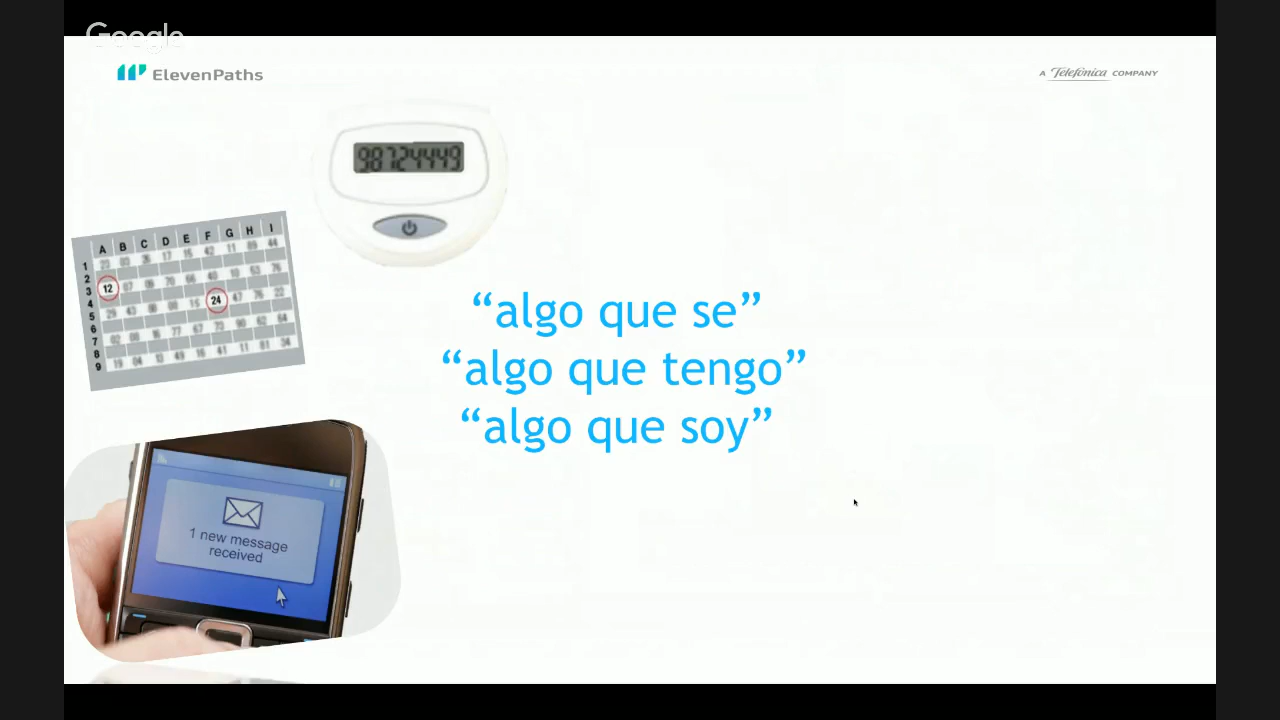 Google
ElevenPaths
A Telefónica COMPANY
98724449
A B C D E F G H I
1
2
3
4
5
6
7
8
9
12
24
“algo que se”
“algo que tengo”
“algo que soy”
1 new message
received